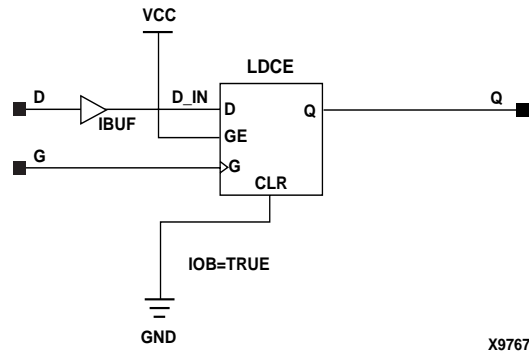 VCC
LDCE
D
D_IN
D
Q
Q
IBUF
GE
G
G
CLR
IOB=TRUE
GND
X9767